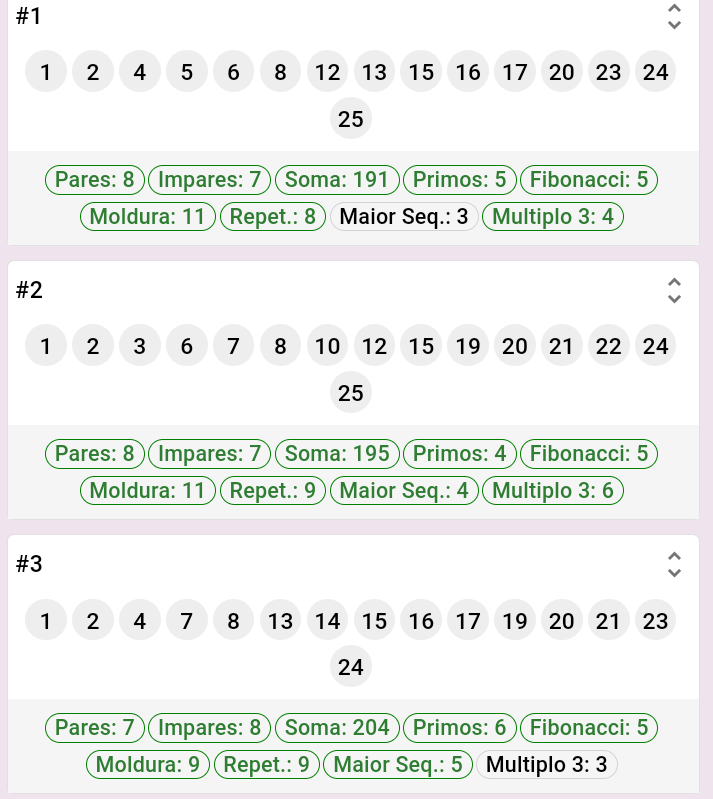 #1
1 2 4 5 6 8 12 13 15 16 17 20 23 24
25
Pares: 8 Impares: 7 Soma: 191 Primos: 5 Fibonacci: 5
Moldura: 11 Repet.: 8 Maior Seq.: 3 Multiplo 3: 4
#2
1 2 3 6 7 8 10 12 15 19 20 21 22 24
25
Pares: 8 Impares: 7 Soma: 195 Primos: 4 Fibonacci: 5
Moldura: 11 Repet.: 9 Maior Seq.: 4 Multiplo 3: 6
#3
1 2 4 7 8 13 14 15 16 17 19 20 21 23
24
Pares: 7 Impares: 8 Soma: 204 Primos: 6 Fibonacci: 5
Moldura: 9 Repet.: 9 Maior Seq.: 5 Multiplo 3: 3